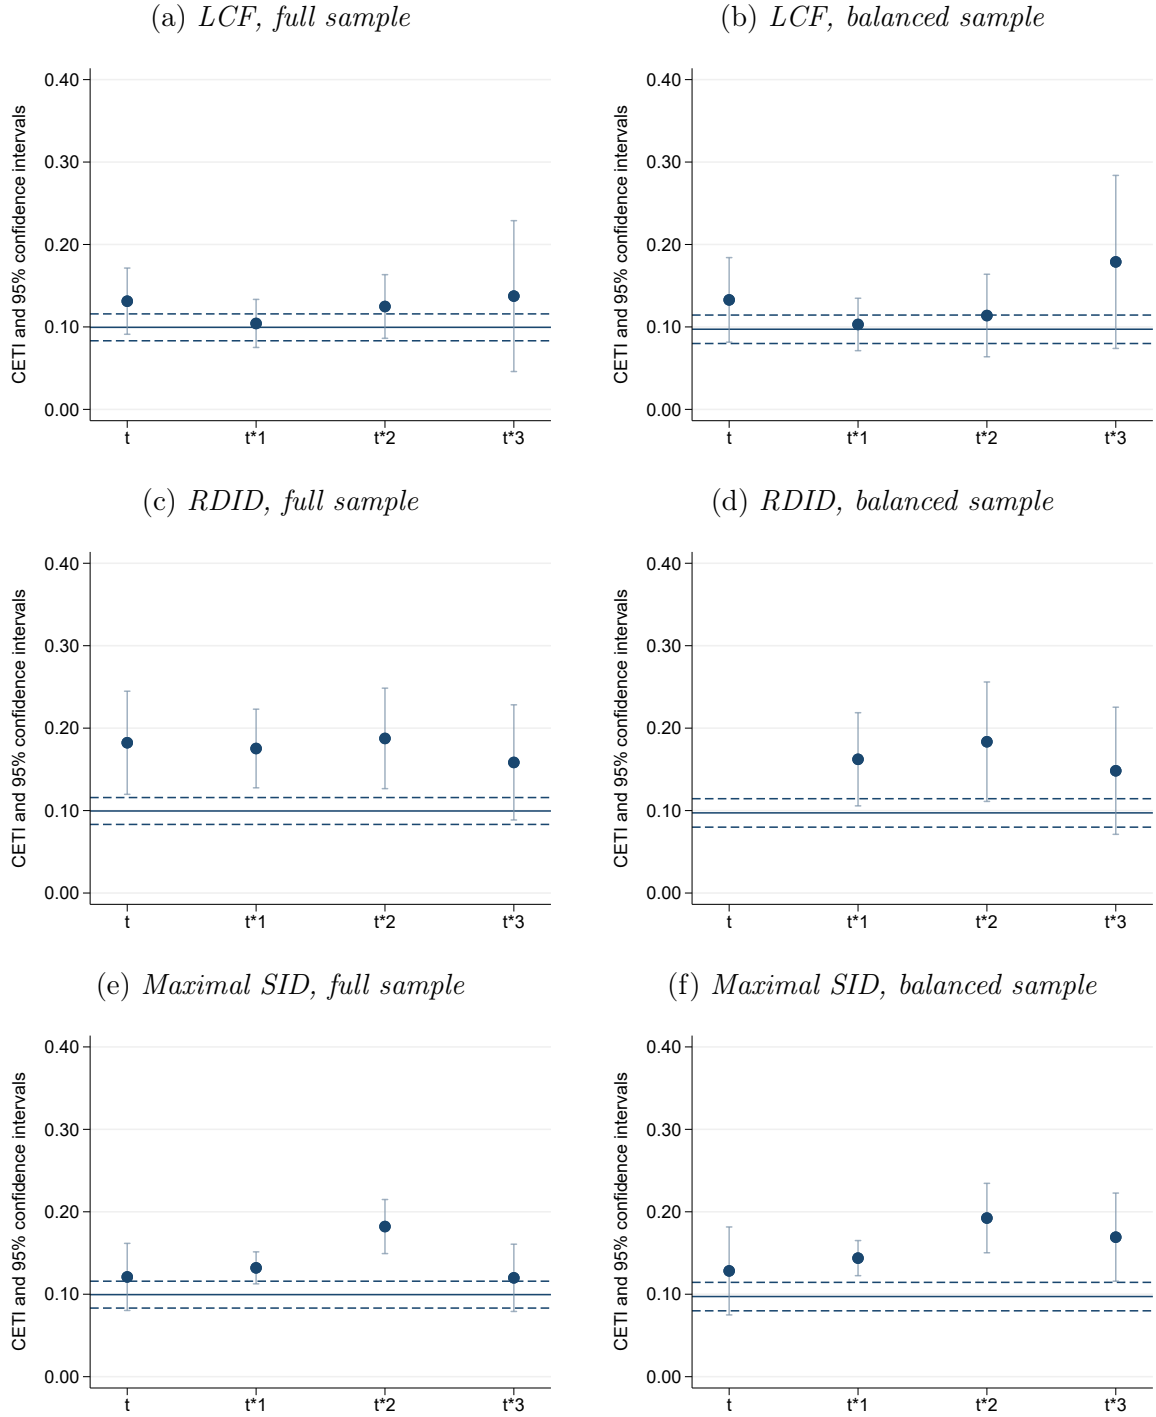 (a) LCF, full sample
CETI and 95% confidence intervals
0.40
0.30
0.20
0.10
0.00
t t*1 t*2 t*3
(b) LCF, balanced sample
CETI and 95% confidence intervals
0.40
0.30
0.20
0.10
0.00
t t*1 t*2 t*3
(c) RDID, full sample
CETI and 95% confidence intervals
0.40
0.30
0.20
0.10
0.00
t t*1 t*2 t*3
(d) RDID, balanced sample
CETI and 95% confidence intervals
0.40
0.30
0.20
0.10
0.00
t t*1 t*2 t*3
(e) Maximal SID, full sample
CETI and 95% confidence intervals
0.40
0.30
0.20
0.10
0.00
t t*1 t*2 t*3
(f) Maximal SID, balanced sample
CETI and 95% confidence intervals
0.40
0.30
0.20
0.10
0.00
t t*1 t*2 t*3